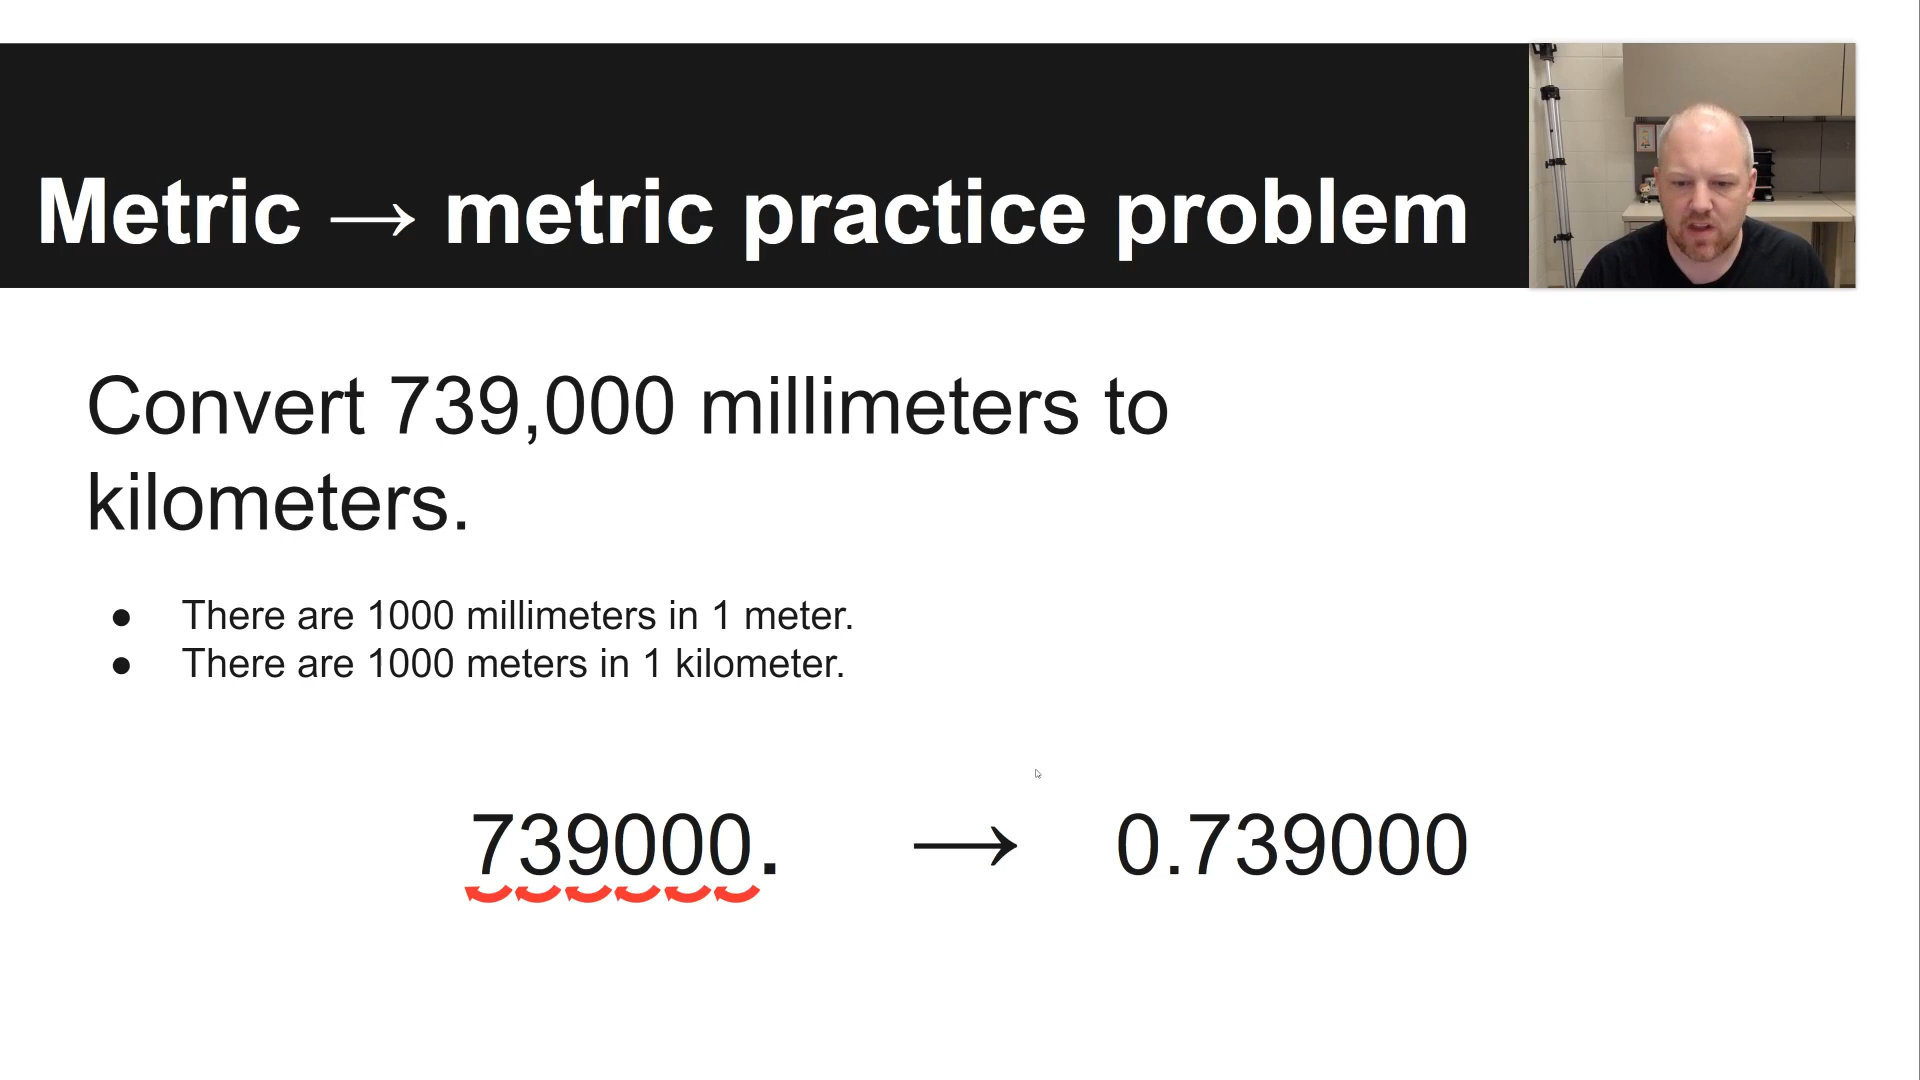 Metric → metric practice problem
Convert 739,000 millimeters to
kilometers.
● There are 1000 millimeters in 1 meter.
● There are 1000 meters in 1 kilometer.
739000. → 0.739000